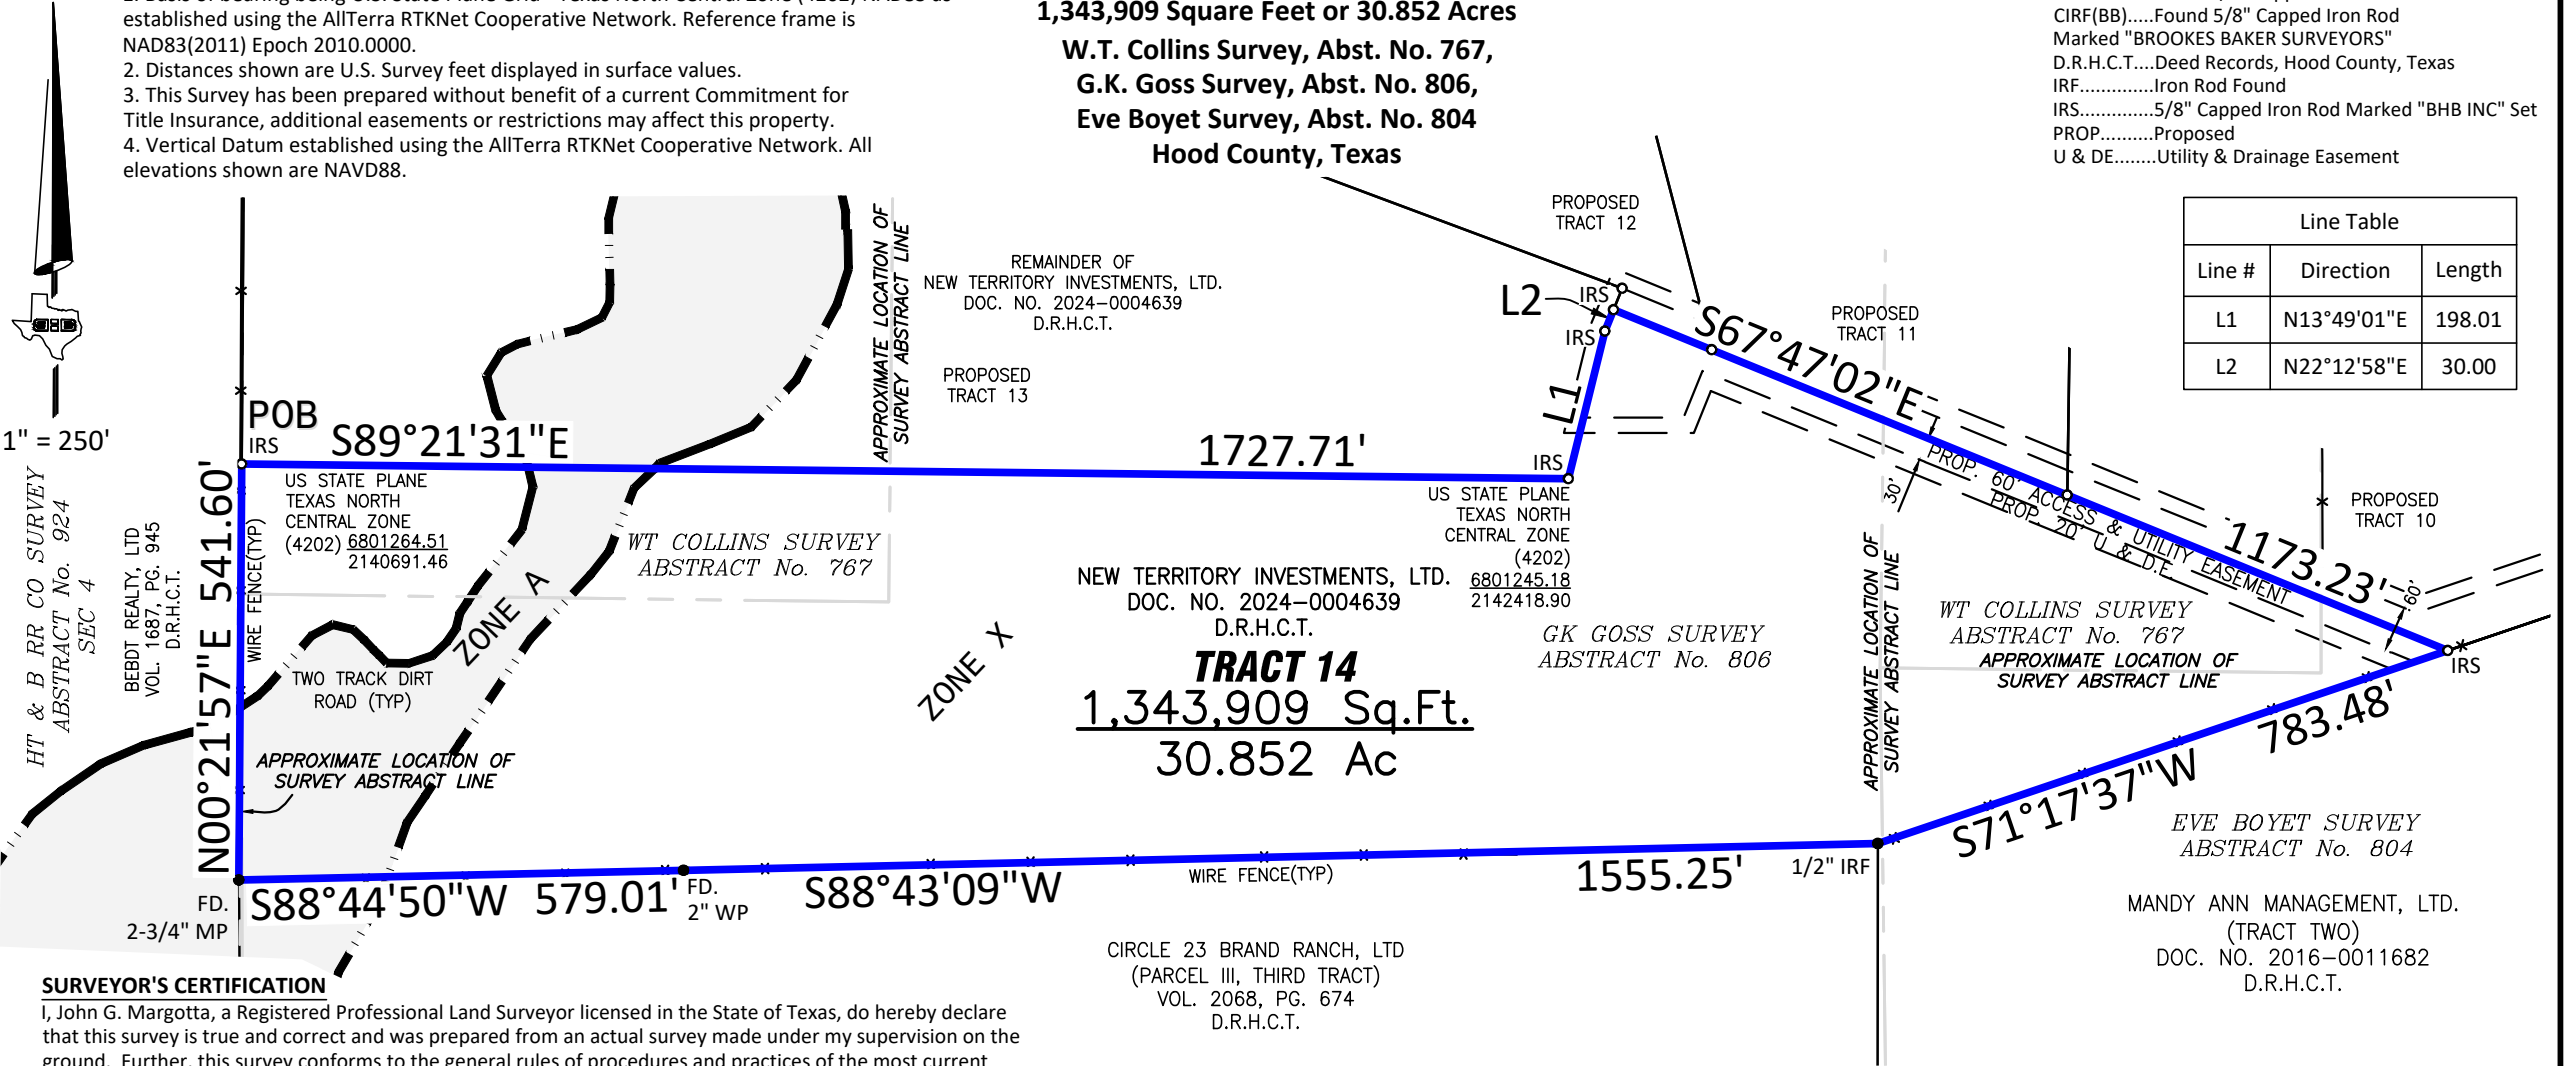 established using the AllTerra RTKNet Cooperative Network. Reference frame is
NAD83(2011) Epoch 2010.0000.
2. Distances shown are U.S. Survey feet displayed in surface values.
3. This Survey has been prepared without benefit of a current Commitment for
Title Insurance, additional easements or restrictions may affect this property.
4. Vertical Datum established using the AllTerra RTKNet Cooperative Network. All
elevations shown are NAVD88.
1,343,909 Square Feet or 30.852 Acres
W.T. Collins Survey, Abst. No. 767,
G.K. Goss Survey, Abst. No. 806,
Eve Boyet Survey, Abst. No. 804
Hood County, Texas
CIRF(BB).....Found 5/8" Capped Iron Rod
Marked "BROOKES BAKER SURVEYORS"
D.R.H.C.T....Deed Records, Hood County, Texas
IRF..............Iron Rod Found
IRS..............5/8" Capped Iron Rod Marked "BHB INC" Set
PROP..........Proposed
U & DE........Utility & Drainage Easement
Line Table
Line # Direction Length
L1 N13°49'01"E 198.01
L2 N22°12'58"E 30.00
1" = 250'
HT & B RR CO SURVEY
ABSTRACT No. 924
SEC 4
BEBDT REALTY, LTD
VOL. 1687, PG. 945
D.R.H.C.T.
N00°21'57"E 541.60'
WIRE FENCE(TYP)
POB
IRS
S89°21'31"E
1727.71'
US STATE PLANE
TEXAS NORTH
CENTRAL ZONE
(4202) 6801264.51
2140691.46
APPROXIMATE LOCATION OF
SURVEY ABSTRACT LINE
REMAINDER OF
NEW TERRITORY INVESTMENTS, LTD.
DOC. NO. 2024-0004639
D.R.H.C.T.
PROPOSED
TRACT 13
PROPOSED
TRACT 12
L2
IRS
IRS
L1
IRS
PROPOSED
TRACT 11
S67°47'02"E
1173.23'
30'
PROP. 60' ACCESS & UTILITY EASEMENT
PROP. 20' U & D.E.
60'
PROPOSED
TRACT 10
IRS
WT COLLINS SURVEY
ABSTRACT No. 767
ZONE A
ZONE X
US STATE PLANE
TEXAS NORTH
CENTRAL ZONE
(4202)
6801245.18
2142418.90
NEW TERRITORY INVESTMENTS, LTD.
DOC. NO. 2024-0004639
D.R.H.C.T.
TRACT 14
1,343,909 Sq.Ft.
30.852 Ac
GK GOSS SURVEY
ABSTRACT No. 806
APPROXIMATE LOCATION OF
SURVEY ABSTRACT LINE
WT COLLINS SURVEY
ABSTRACT No. 767
APPROXIMATE LOCATION OF
SURVEY ABSTRACT LINE
S71°17'37"W
783.48'
TWO TRACK DIRT
ROAD (TYP)
APPROXIMATE LOCATION OF
SURVEY ABSTRACT LINE
FD.
2-3/4" MP
S88°44'50"W 579.01'
FD.
2" WP
S88°43'09"W
WIRE FENCE(TYP)
1555.25'
1/2" IRF
EVE BOYET SURVEY
ABSTRACT No. 804
MANDY ANN MANAGEMENT, LTD.
(TRACT TWO)
DOC. NO. 2016-0011682
D.R.H.C.T.
CIRCLE 23 BRAND RANCH, LTD
(PARCEL III, THIRD TRACT)
VOL. 2068, PG. 674
D.R.H.C.T.
SURVEYOR'S CERTIFICATION
I, John G. Margotta, a Registered Professional Land Surveyor licensed in the State of Texas, do hereby declare
that this survey is true and correct and was prepared from an actual survey made under my supervision on the
ground. Further, this survey conforms to the general rules of procedures and practices of the most current